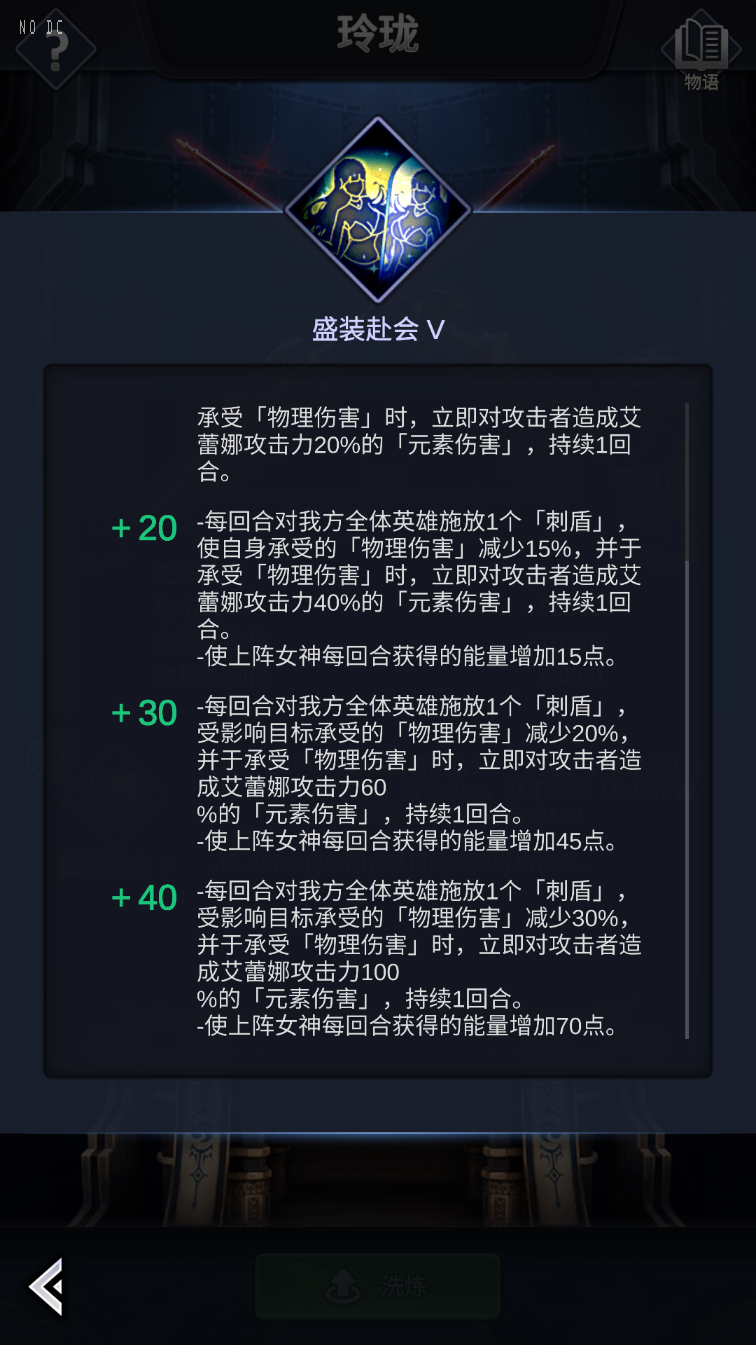 NO DC
?
玲珑
物语
盛装赴会 V
承受「物理伤害」时，立即对攻击者造成艾
蕾娜攻击力20%的「元素伤害」，持续1回
合。
+20
-每回合对我方全体英雄施放1个「刺盾」，
使自身承受的「物理伤害」减少15%，并于
承受「物理伤害」时，立即对攻击者造成艾
蕾娜攻击力40%的「元素伤害」，持续1回
合。
-使上阵女神每回合获得的能量增加15点。
+30
-每回合对我方全体英雄施放1个「刺盾」，
受影响目标承受的「物理伤害」减少20%，
并于承受「物理伤害」时，立即对攻击者造
成艾蕾娜攻击力60
%的「元素伤害」，持续1回合。
-使上阵女神每回合获得的能量增加45点。
+40
-每回合对我方全体英雄施放1个「刺盾」，
受影响目标承受的「物理伤害」减少30%，
并于承受「物理伤害」时，立即对攻击者造
成艾蕾娜攻击力100
%的「元素伤害」，持续1回合。
-使上阵女神每回合获得的能量增加70点。
洗炼